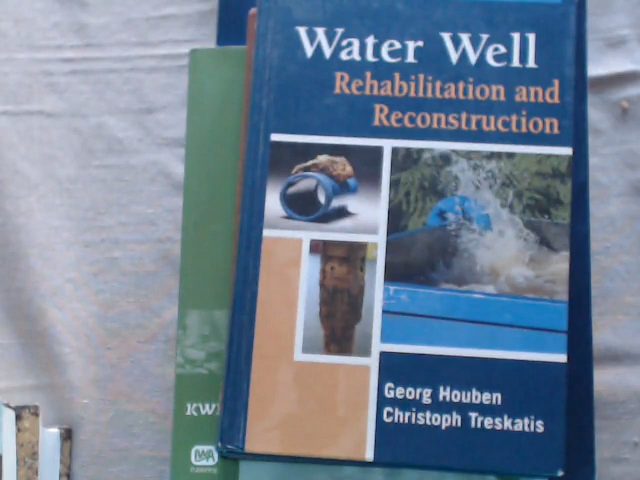 Water Well
Rehabilitation and
Reconstruction
Georg Houben
Christoph Treskatis
KW
IWA
Publishing